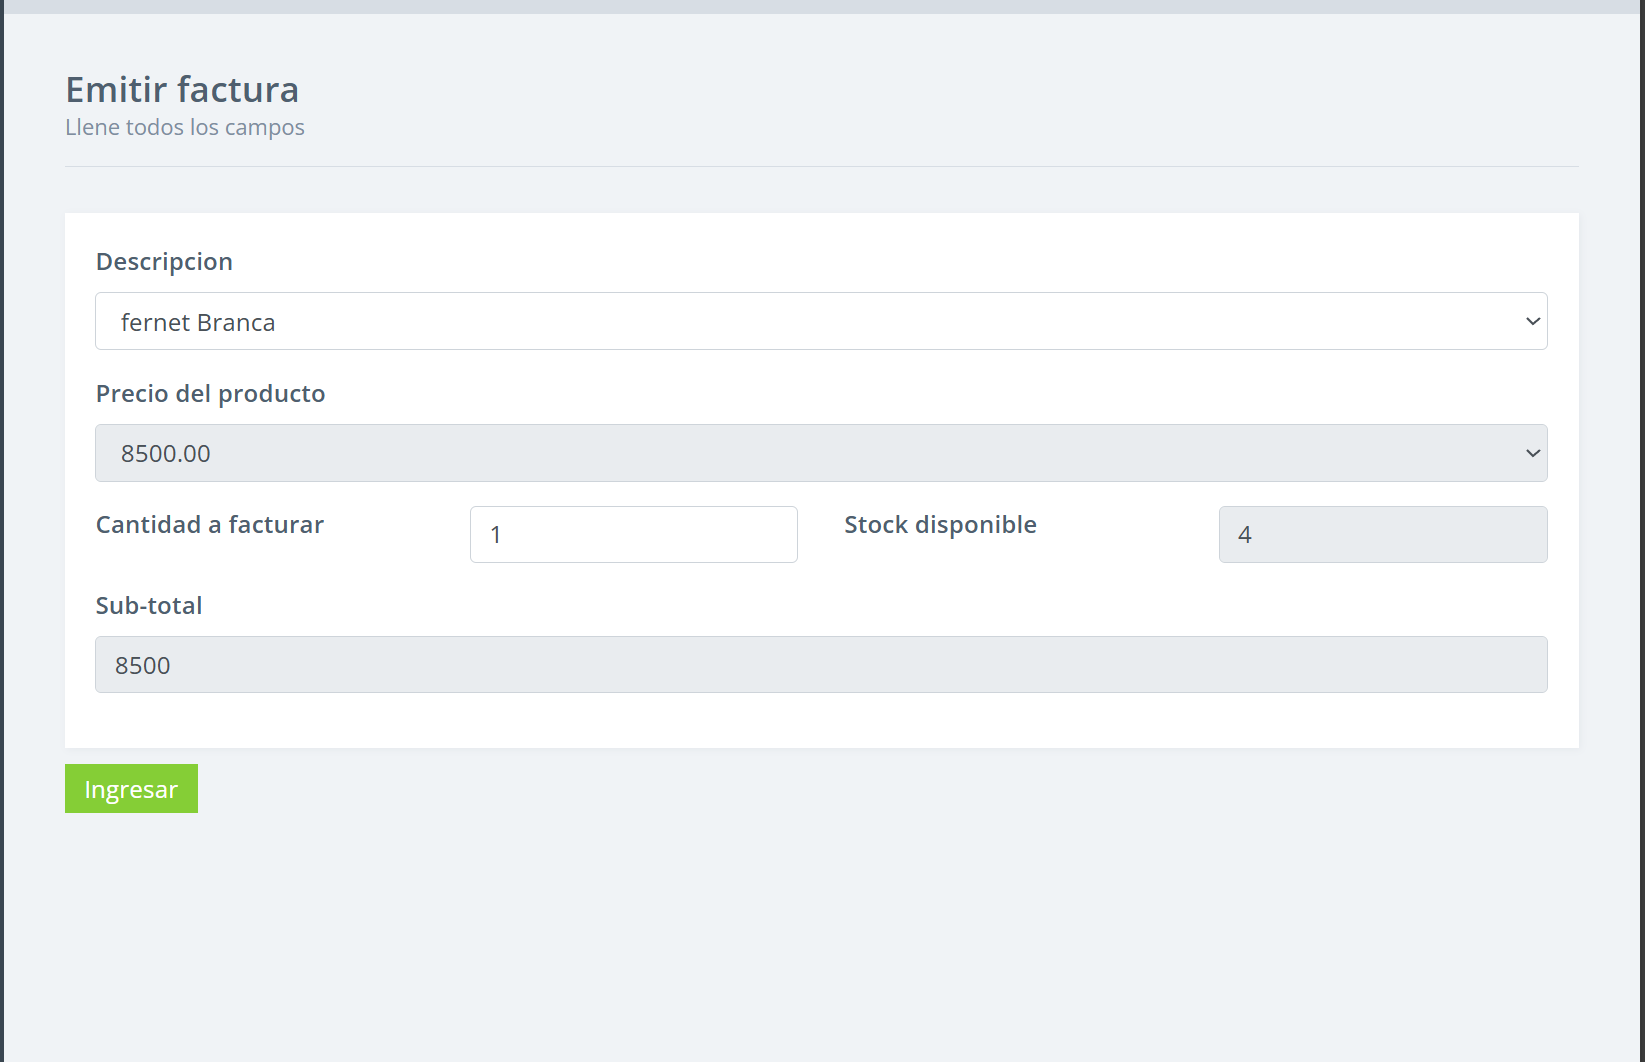 Emitir factura
Llene todos los campos
Descripcion
fernet Branca
Precio del producto
8500.00
Cantidad a facturar 1 Stock disponible 4
Sub-total
8500
Ingresar